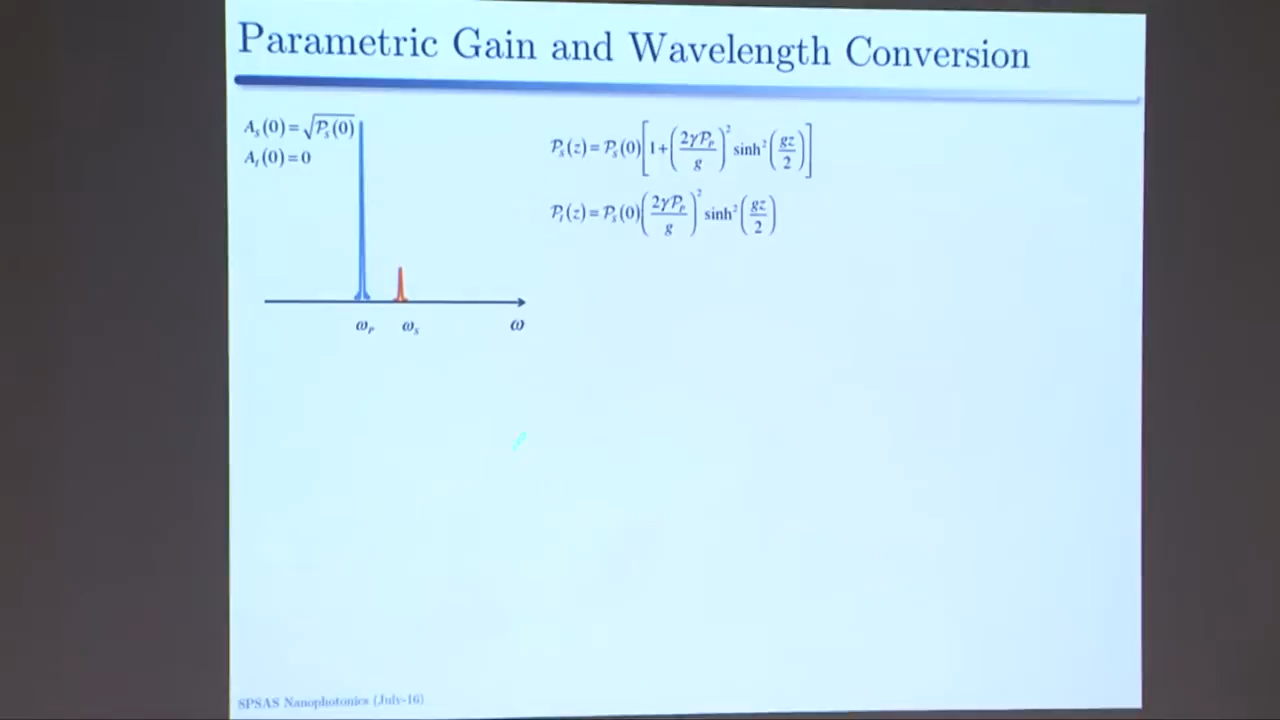 Parametric Gain and Wavelength Conversion
A_s(0) = √P_s(0)
A_i(0) = 0
P_s(z) = P_s(0)[1+(2γP_P/g)² sinh²(gz/2)]
P_i(z) = P_s(0)(2γP_P/g)² sinh²(gz/2)
ω_P ω_s ω
SPSAS Nanophotonics (July-16)